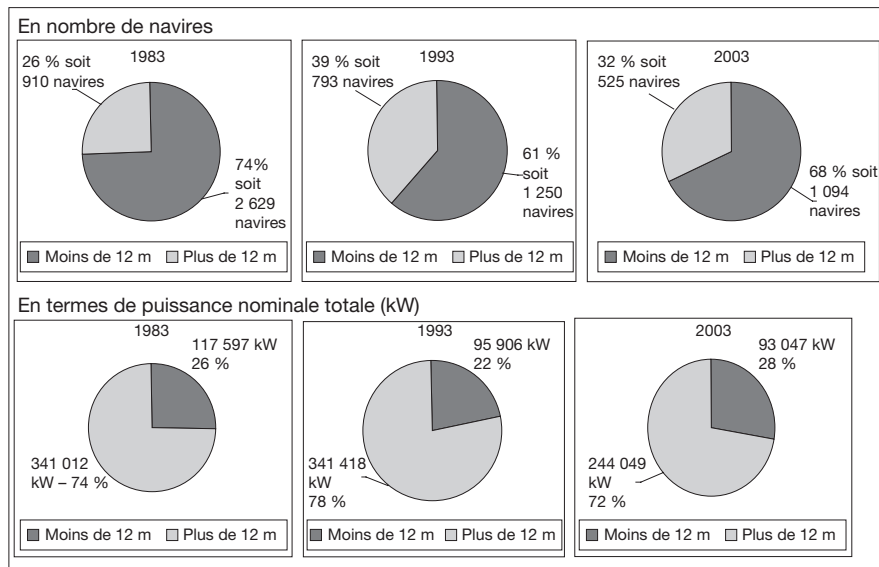 En nombre de navires
1983
26 % soit
910 navires
74%
soit
2 629
navires
Moins de 12 m Plus de 12 m
1993
39 % soit
793 navires
61 %
soit
1 250
navires
Moins de 12 m Plus de 12 m
2003
32 % soit
525 navires
68 % soit
1 094
navires
Moins de 12 m Plus de 12 m
En termes de puissance nominale totale (kW)
1983
117 597 kW
26 %
341 012
kW – 74 %
Moins de 12 m Plus de 12 m
1993
95 906 kW
22 %
341 418
kW
78 %
Moins de 12 m Plus de 12 m
2003
93 047 kW
28 %
244 049
kW
72 %
Moins de 12 m Plus de 12 m